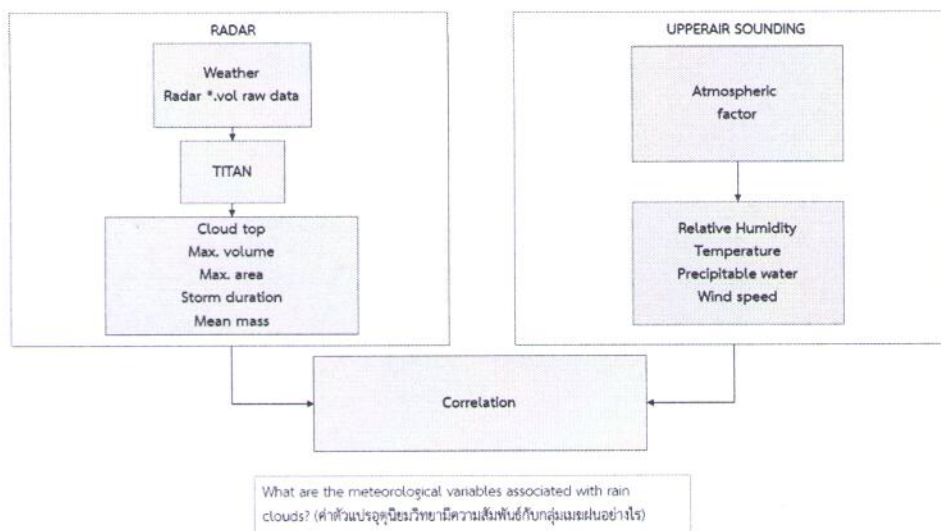 RADAR
Weather
Radar *.vol raw data
TITAN
Cloud top
Max. volume
Max. area
Storm duration
Mean mass
UPPERAIR SOUNDING
Atmospheric
factor
Relative Humidity
Temperature
Precipitable water
Wind speed
Correlation
What are the meteorological variables associated with rain
clouds? (ค่าตัวแปรอุตุนิยมวิทยามีความสัมพันธ์กับกลุ่มเมฆฝนอย่างไร)